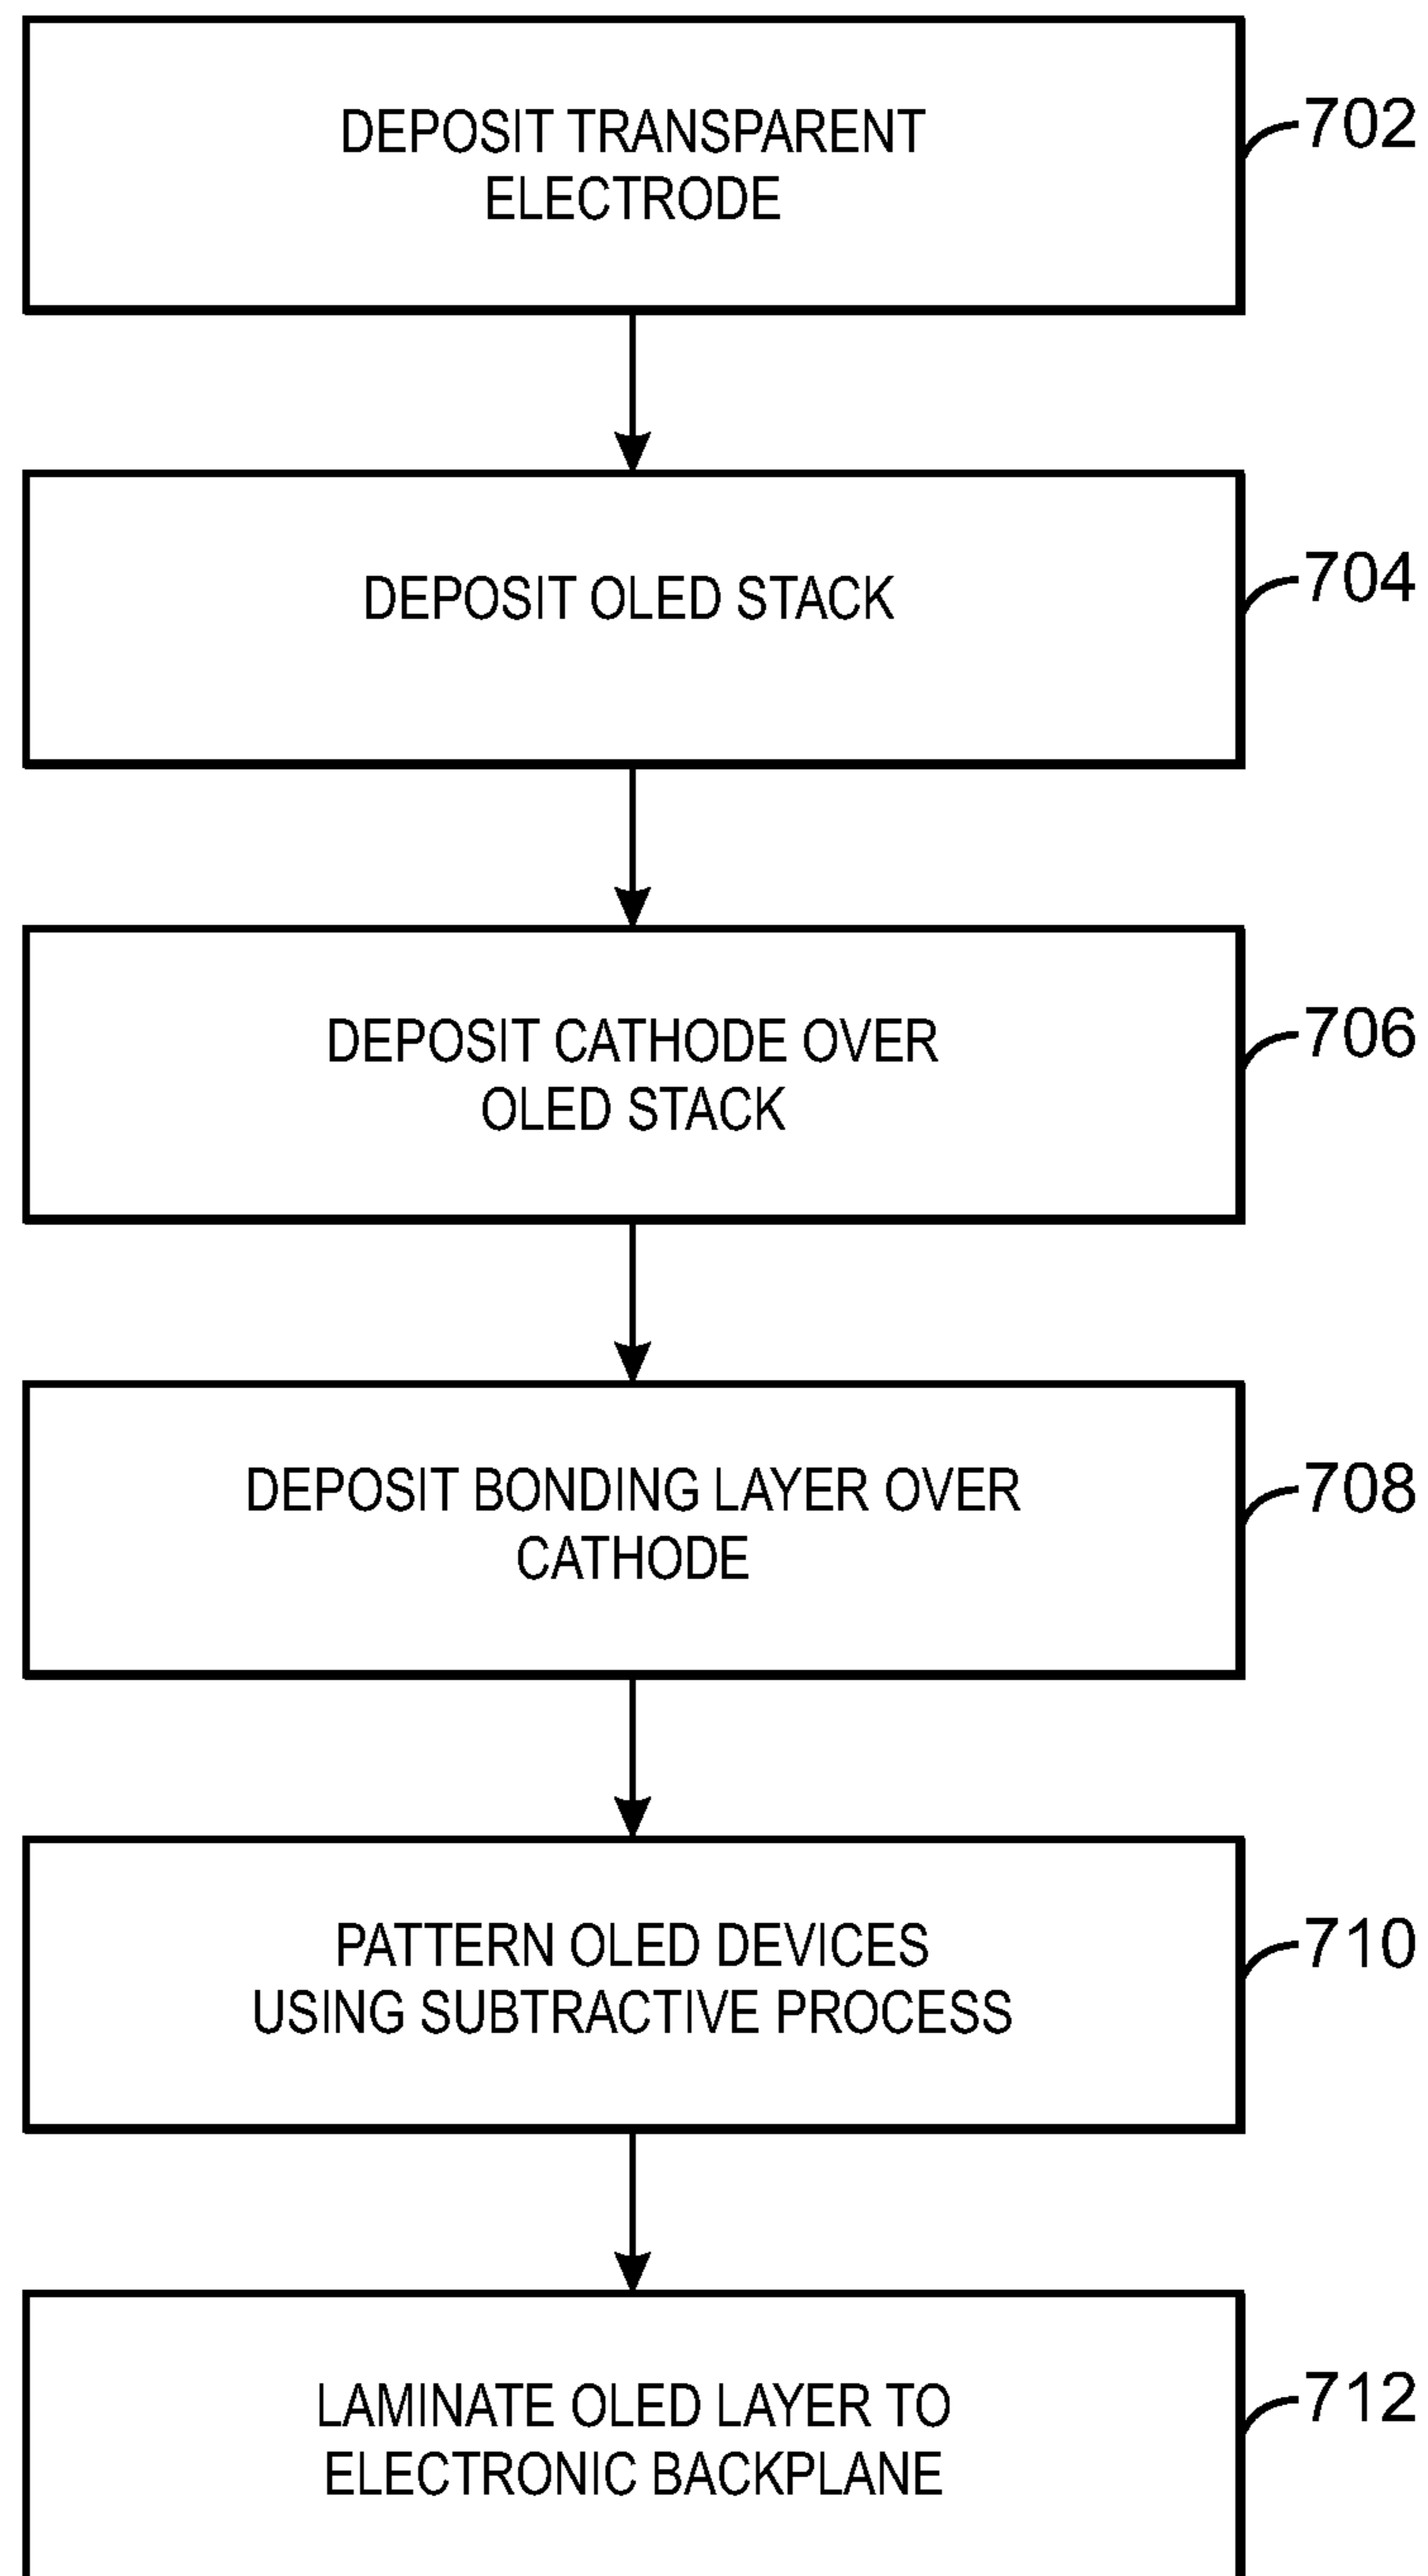 DEPOSIT TRANSPARENT
ELECTRODE
702
DEPOSIT OLED STACK
704
DEPOSIT CATHODE OVER
OLED STACK
706
DEPOSIT BONDING LAYER OVER
CATHODE
708
PATTERN OLED DEVICES
USING SUBTRACTIVE PROCESS
710
LAMINATE OLED LAYER TO
ELECTRONIC BACKPLANE
712